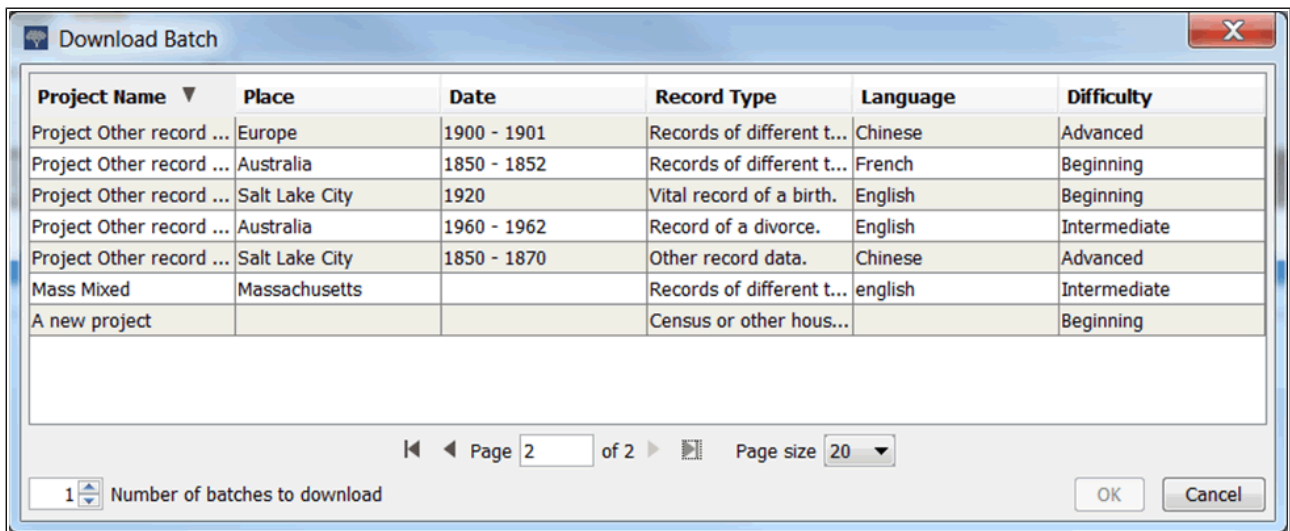 Download Batch
Project Name Place Date Record Type Language Difficulty
Project Other record ... Europe 1900 - 1901 Records of different t... Chinese Advanced
Project Other record ... Australia 1850 - 1852 Records of different t... French Beginning
Project Other record ... Salt Lake City 1920 Vital record of a birth. English Beginning
Project Other record ... Australia 1960 - 1962 Record of a divorce. English Intermediate
Project Other record ... Salt Lake City 1850 - 1870 Other record data. Chinese Advanced
Mass Mixed Massachusetts Records of different t... english Intermediate
A new project Census or other hous... Beginning
Page 2 of 2 Page size 20
1 Number of batches to download OK Cancel